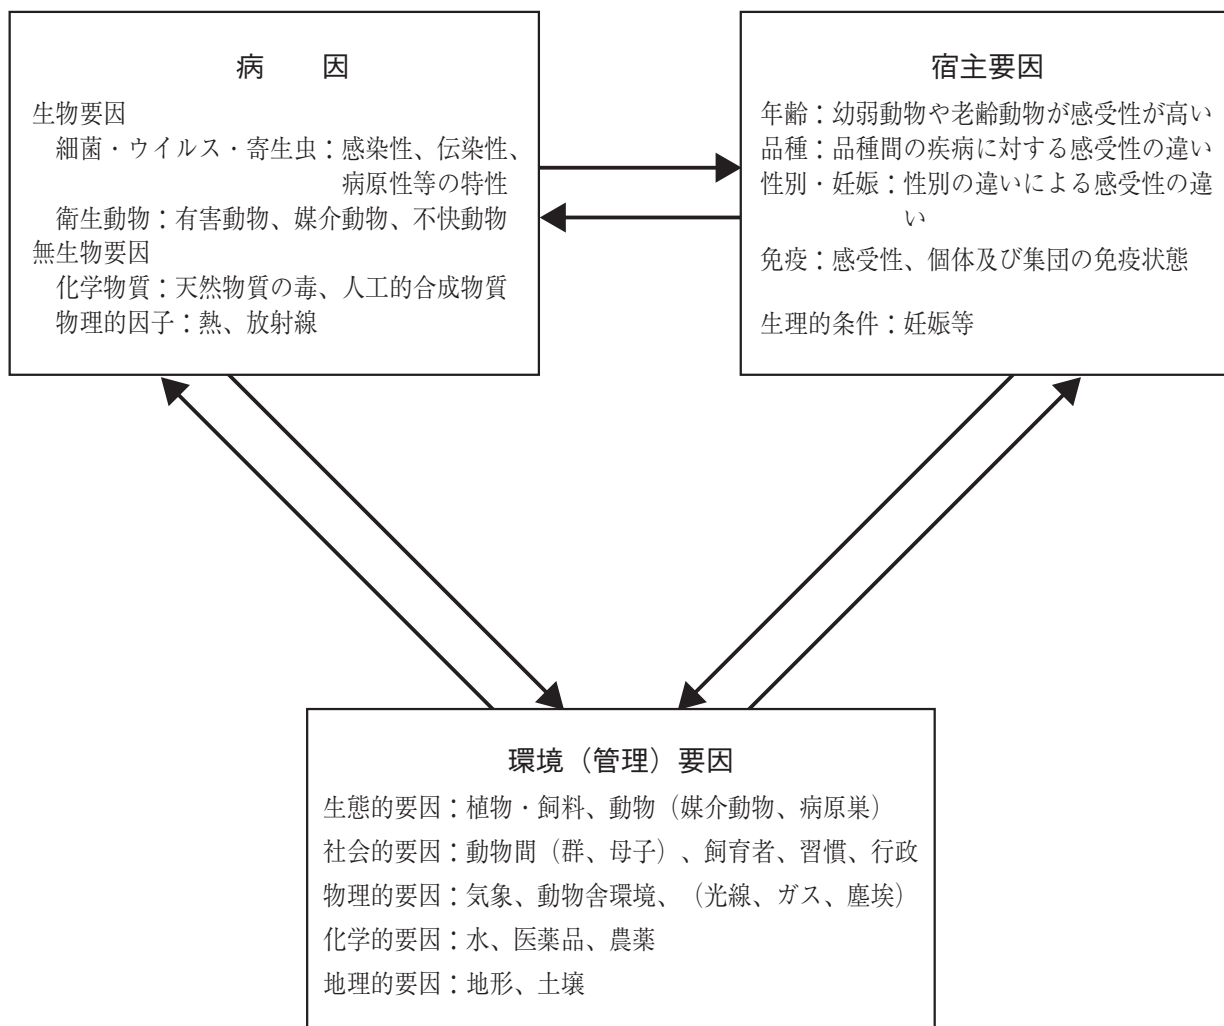 病　　因
生物要因
細菌・ウイルス・寄生虫：感染性、伝染性、
病原性等の特性
衛生動物：有害動物、媒介動物、不快動物
無生物要因
化学物質：天然物質の毒、人工的合成物質
物理的因子：熱、放射線
宿主要因
年齢：幼弱動物や老齢動物が感受性が高い
品種：品種間の疾病に対する感受性の違い
性別・妊娠：性別の違いによる感受性の違
い
免疫：感受性、個体及び集団の免疫状態
生理的条件：妊娠等
環境（管理）要因
生態的要因：植物・飼料、動物（媒介動物、病原巣）
社会的要因：動物間（群、母子）、飼育者、習慣、行政
物理的要因：気象、動物舎環境、（光線、ガス、塵埃）
化学的要因：水、医薬品、農薬
地理的要因：地形、土壌